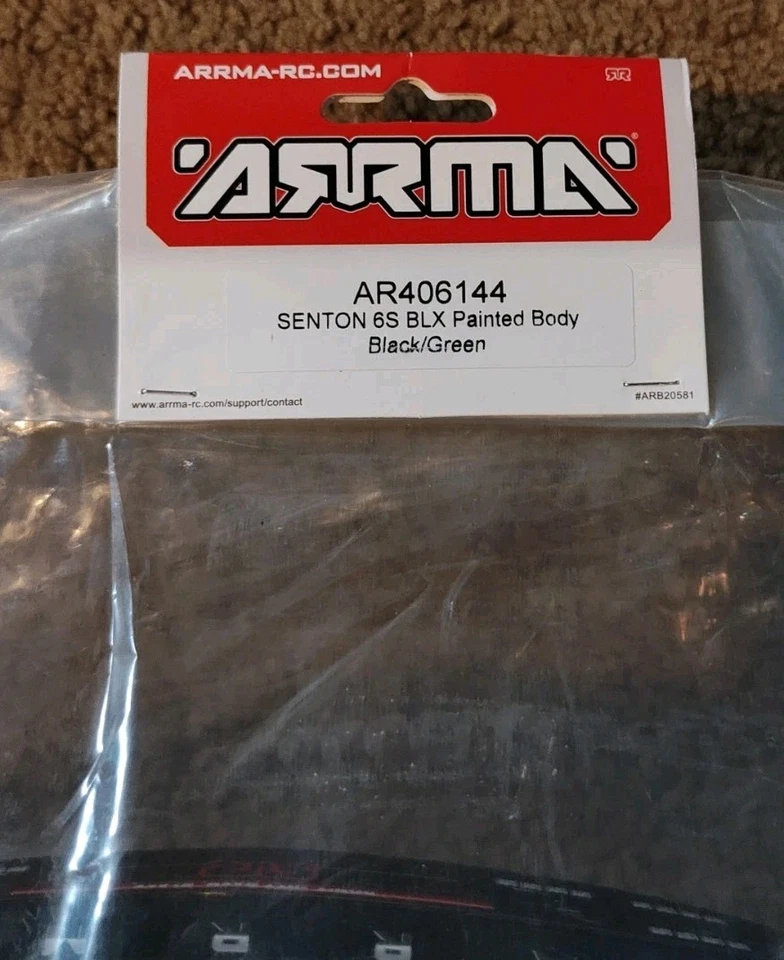 ARRMA-RC.COM
ARRMA®
AR406144
SENTON 6S BLX Painted Body
Black/Green
www.arrma-rc.com/support/contact
#ARB20581